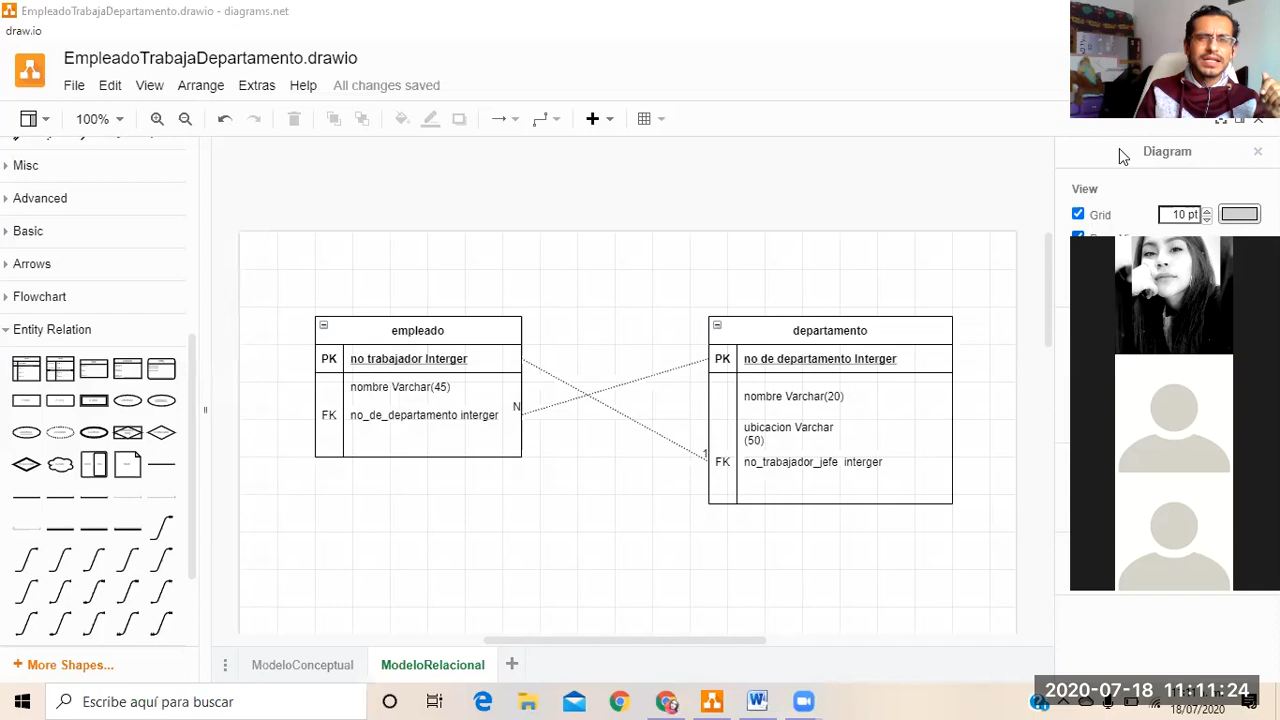 EmpleadoTrabajaDepartamento.drawio - diagrams.net
draw.io
EmpleadoTrabajaDepartamento.drawio
File Edit View Arrange Extras Help All changes saved
100%
Diagram
Misc
View
Advanced
Grid 10 pt
Basic
Arrows
Flowchart
Entity Relation
empleado
PK no trabajador Interger
nombre Varchar(45)
FK no_de_departamento interger
N
1
departamento
PK no de departamento Interger
nombre Varchar(20)
ubicacion Varchar
(50)
FK no_trabajador_jefe interger
+ More Shapes...
ModeloConceptual ModeloRelacional
Escribe aquí para buscar
2020-07-18 11:11:24
18/07/2020